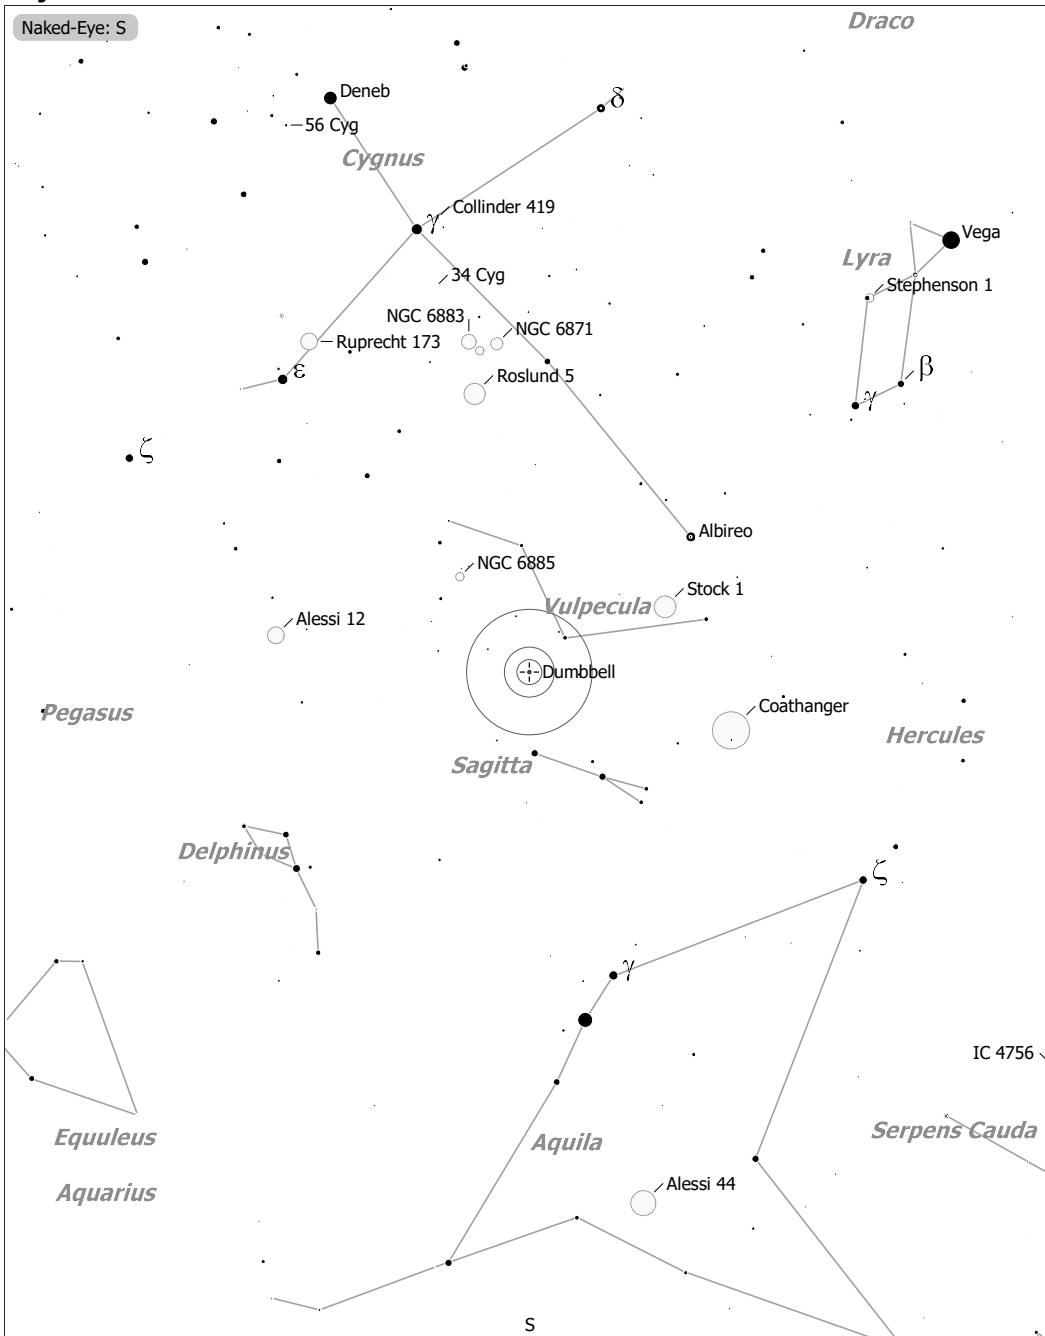 Naked-Eye: S
Draco
Deneb
δ
56 Cyg
Cygnus
Collinder 419
γ
Vega
Lyra
34 Cyg
Stephenson 1
NGC 6883
NGC 6871
Ruprecht 173
ε
Roslund 5
β
γ
ζ
Albireo
NGC 6885
Stock 1
Vulpecula
Alessi 12
Dumbbell
Pegasus
Coathanger
Hercules
Sagitta
Delphinus
ζ
γ
IC 4756
Equuleus
Aquila
Serpens Cauda
Aquarius
Alessi 44
S